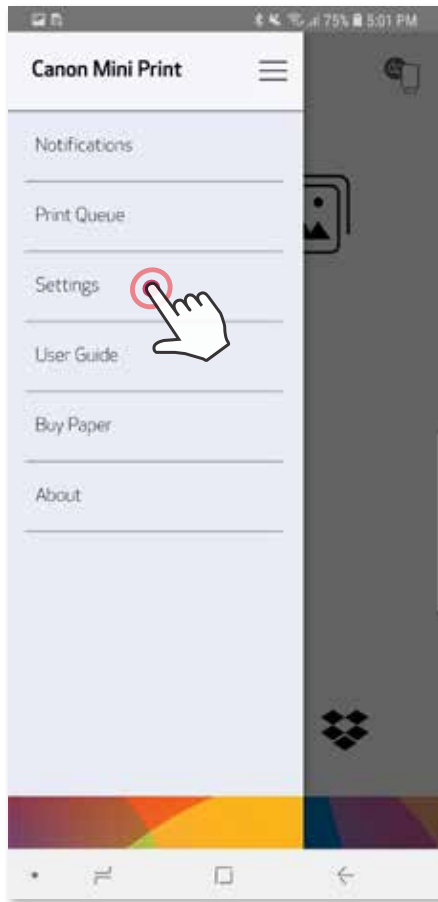 75% 5:01 PM
Canon Mini Print
Notifications
Print Queue
Settings
User Guide
Buy Paper
About